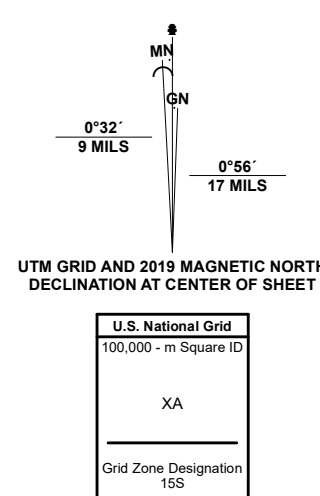 MN
GN
0°32´
9 MILS
0°56´
17 MILS
UTM GRID AND 2019 MAGNETIC NORTH
DECLINATION AT CENTER OF SHEET
U.S. National Grid
100,000 - m Square ID
XA
Grid Zone Designation
15S